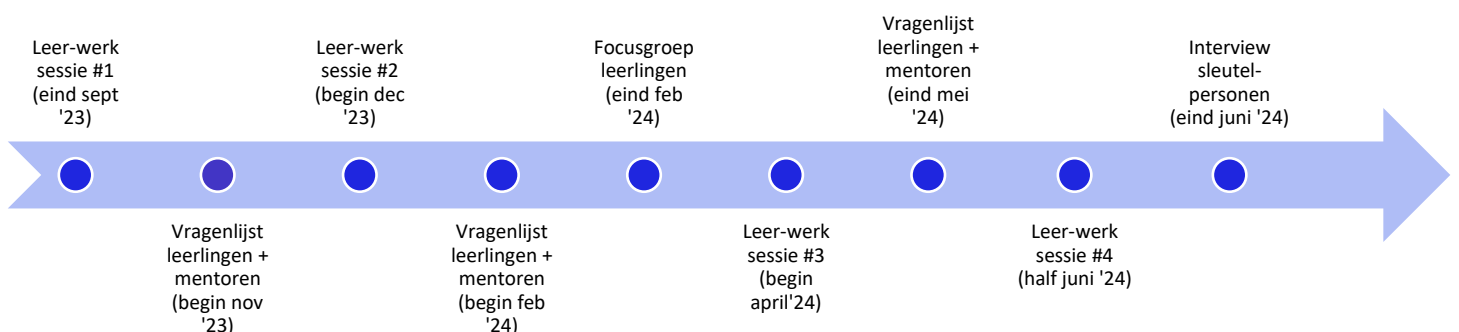 Leer-werk
sessie #1
(eind sept
'23)
Vragenlijst
leerlingen +
mentoren
(begin nov
'23)
Leer-werk
sessie #2
(begin dec
'23)
Vragenlijst
leerlingen +
mentoren
(begin feb
'24)
Focusgroep
leerlingen
(eind feb
'24)
Leer-werk
sessie #3
(begin
april'24)
Vragenlijst
leerlingen +
mentoren
(eind mei
'24)
Leer-werk
sessie #4
(half juni '24)
Interview
sleutel-
personen
(eind juni '24)